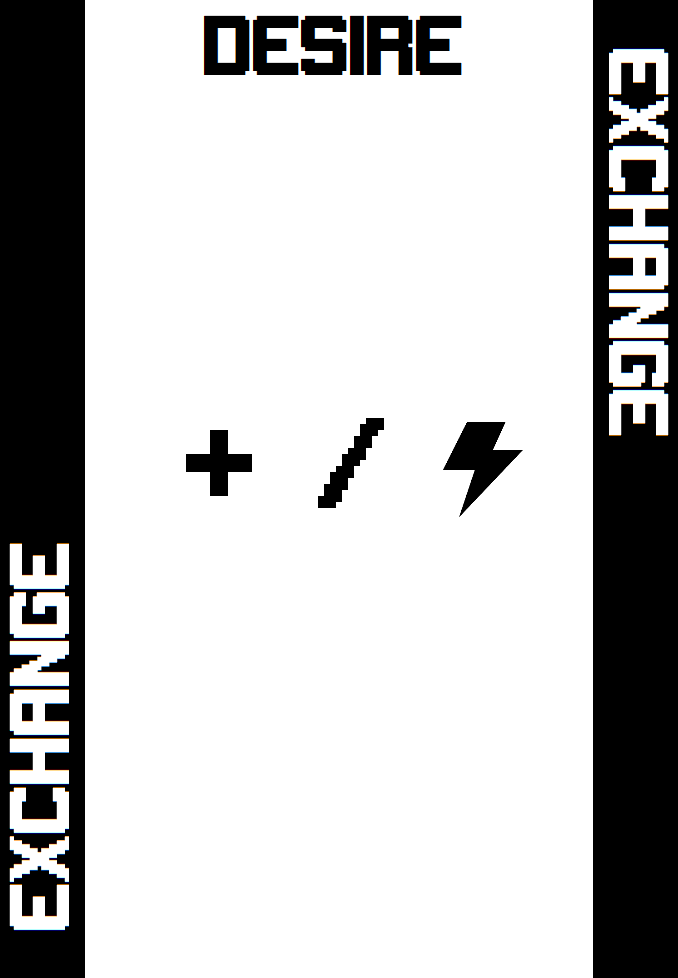 DESIRE
EXCHANGE
+ / ⚡
EXCHANGE